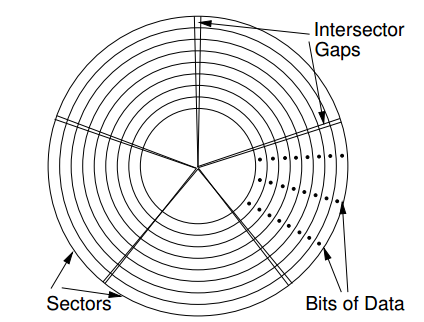 Intersector
Gaps
Sectors
Bits of Data